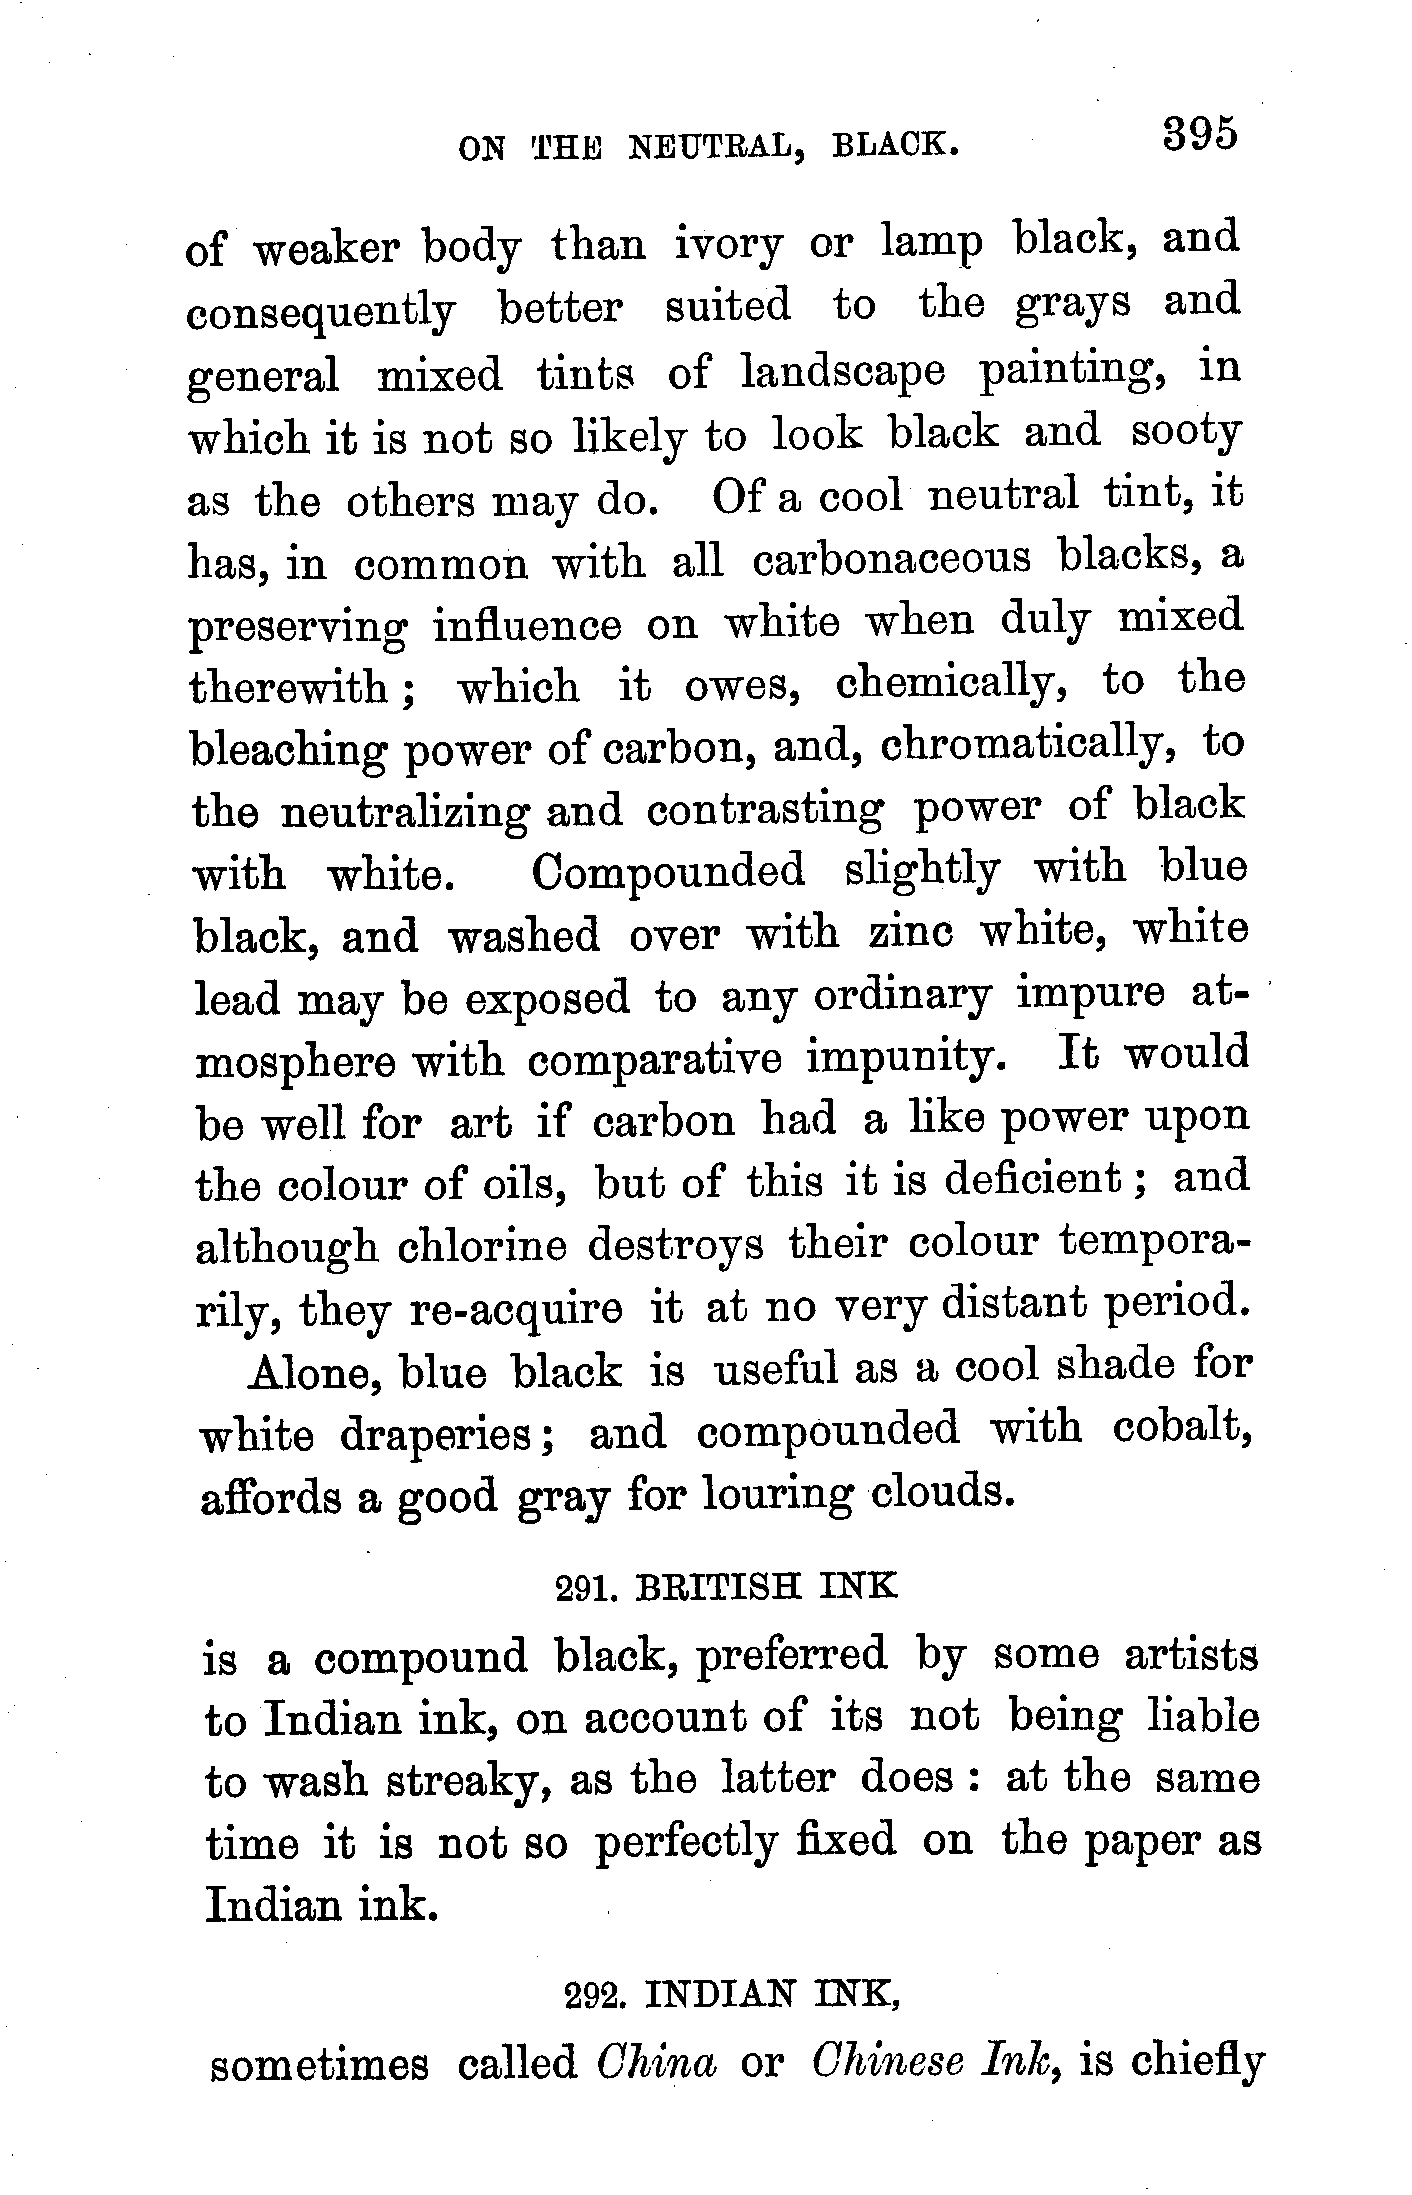 ON THE NEUTRAL, BLACK. 395
of weaker body than ivory or lamp black, and
consequently better suited to the grays and
general mixed tints of landscape painting, in
which it is not so likely to look black and sooty
as the others may do. Of a cool neutral tint, it
has, in common with all carbonaceous blacks, a
preserving influence on white when duly mixed
therewith ; which it owes, chemically, to the
bleaching power of carbon, and, chromatically, to
the neutralizing and contrasting power of black
with white. Compounded slightly with blue
black, and washed over with zinc white, white
lead may be exposed to any ordinary impure at-
mosphere with comparative impunity. It would
be well for art if carbon had a like power upon
the colour of oils, but of this it is deficient ; and
although chlorine destroys their colour tempora-
rily, they re-acquire it at no very distant period.
Alone, blue black is useful as a cool shade for
white draperies ; and compounded with cobalt,
affords a good gray for louring clouds.
291. BRITISH INK
is a compound black, preferred by some artists
to Indian ink, on account of its not being liable
to wash streaky, as the latter does : at the same
time it is not so perfectly fixed on the paper as
Indian ink.
292. INDIAN INK,
sometimes called China or Chinese Ink, is chiefly